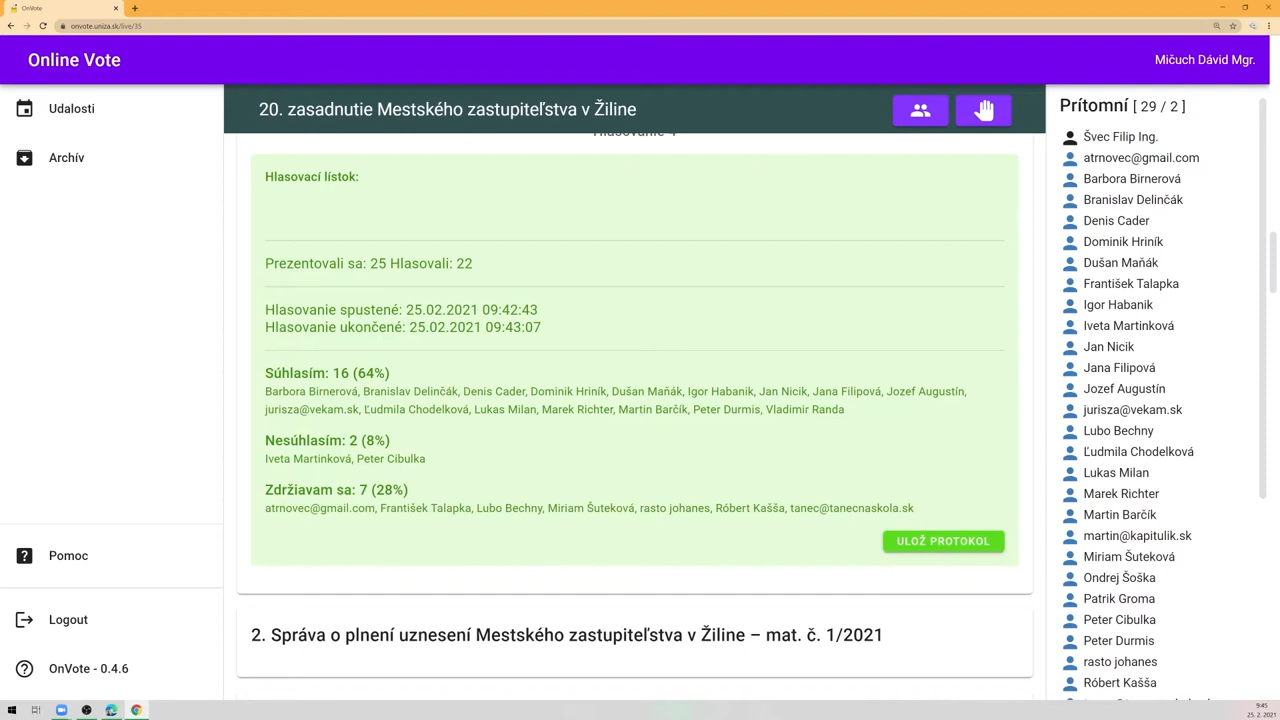 OnVote
onvote.uniza.sk/live/35
Online Vote
Mičuch Dávid Mgr.
Udalosti
Archív
Pomoc
Logout
OnVote - 0.4.6
20. zasadnutie Mestského zastupiteľstva v Žiline
Hlasovanie 4
Hlasovací lístok:
Prezentovali sa: 25 Hlasovali: 22
Hlasovanie spustené: 25.02.2021 09:42:43
Hlasovanie ukončené: 25.02.2021 09:43:07
Súhlasím: 16 (64%)
Barbora Birnerová, Branislav Delinčák, Denis Cader, Dominik Hriník, Dušan Maňák, Igor Habanik, Jan Nicik, Jana Filipová, Jozef Augustín,
jurisza@vekam.sk, Ľudmila Chodelková, Lukas Milan, Marek Richter, Martin Barčík, Peter Durmis, Vladimír Randa
Nesúhlasím: 2 (8%)
Iveta Martinková, Peter Cibulka
Zdržiavam sa: 7 (28%)
atrnovec@gmail.com, František Talapka, Lubo Bechny, Miriam Šuteková, rasto johanes, Róbert Kašša, tanec@tanecnaskola.sk
ULOŽ PROTOKOL
2. Správa o plnení uznesení Mestského zastupiteľstva v Žiline – mat. č. 1/2021
Prítomní [ 29 / 2 ]
Švec Filip Ing.
atrnovec@gmail.com
Barbora Birnerová
Branislav Delinčák
Denis Cader
Dominik Hriník
Dušan Maňák
František Talapka
Igor Habanik
Iveta Martinková
Jan Nicik
Jana Filipová
Jozef Augustín
jurisza@vekam.sk
Lubo Bechny
Ľudmila Chodelková
Lukas Milan
Marek Richter
Martin Barčík
martin@kapitulik.sk
Miriam Šuteková
Ondrej Šoška
Patrik Groma
Peter Cibulka
Peter Durmis
rasto johanes
Róbert Kašša
9:45
25. 2. 2021